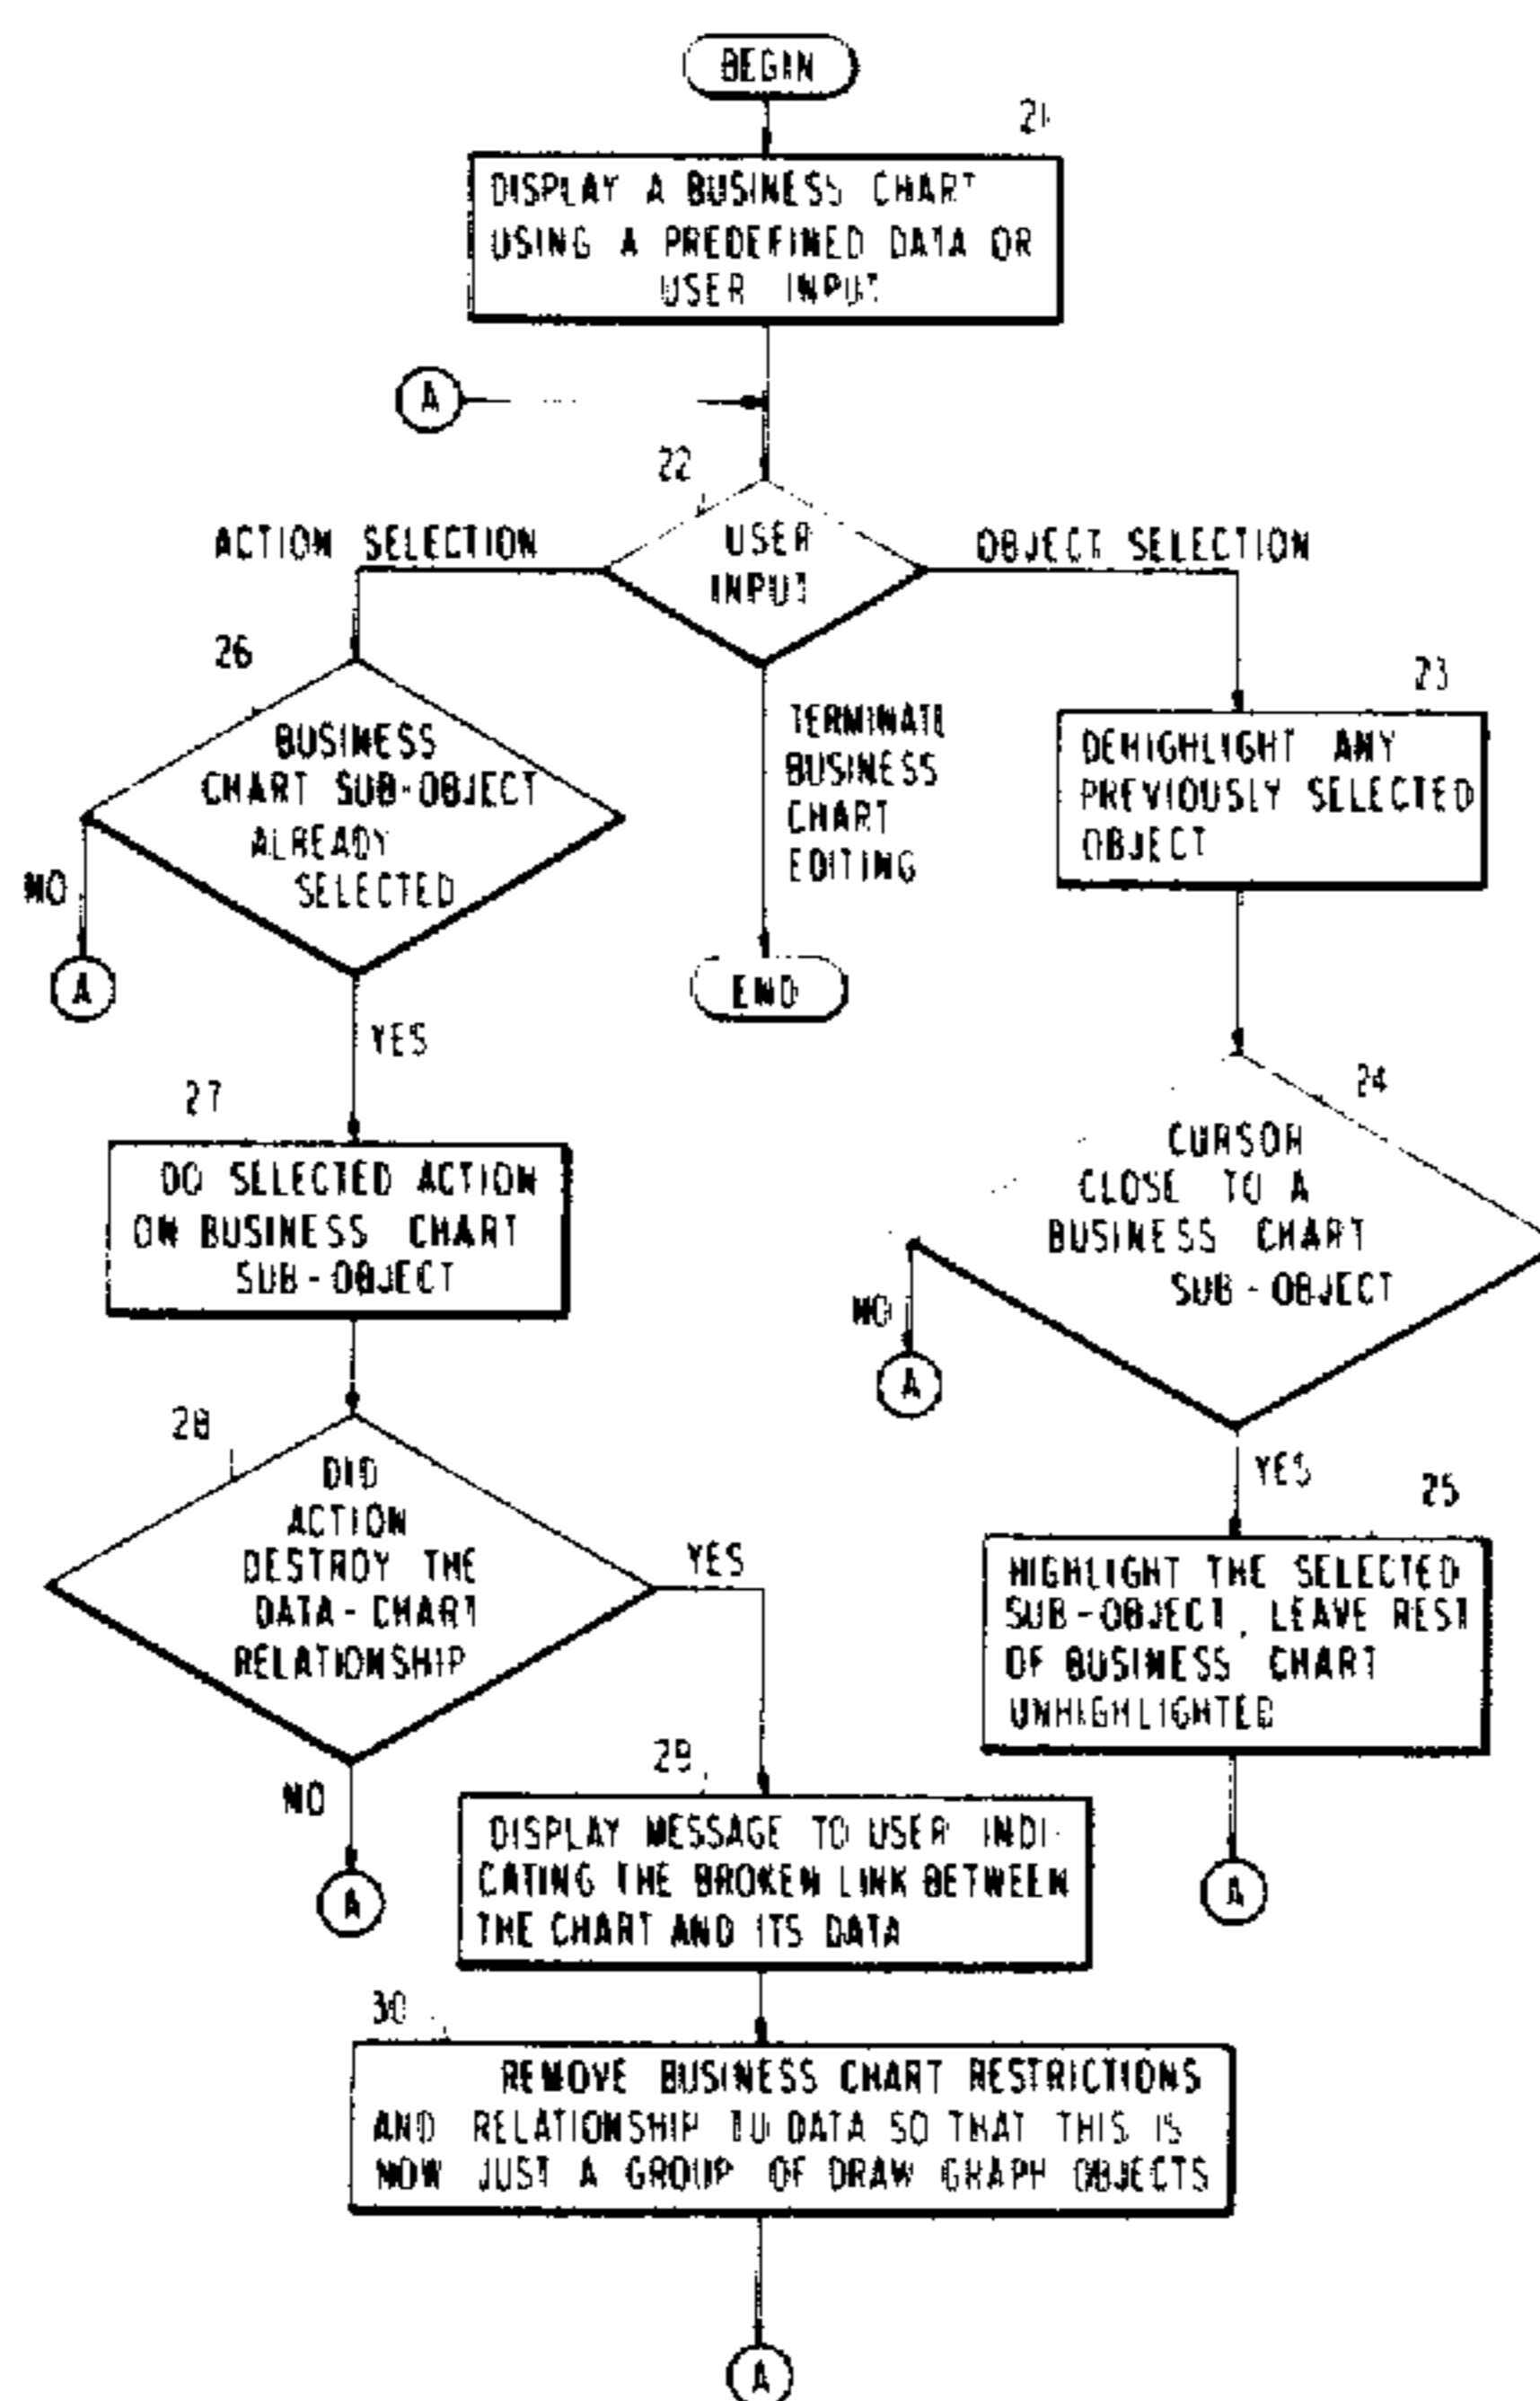 BEGIN
21
DISPLAY A BUSINESS CHART
USING A PREDEFINED DATA OR
USER INPUT
A
22
USER
INPUT
ACTION SELECTION
OBJECT SELECTION
26
BUSINESS
CHART SUB-OBJECT
ALREADY
SELECTED
NO
A
YES
TERMINATE
BUSINESS
CHART
EDITING
END
23
DEHIGHLIGHT ANY
PREVIOUSLY SELECTED
OBJECT
24
CURSOR
CLOSE TO A
BUSINESS CHART
SUB-OBJECT
NO
A
YES
25
HIGHLIGHT THE SELECTED
SUB-OBJECT, LEAVE REST
OF BUSINESS CHART
UNHIGHLIGHTED
A
27
DO SELECTED ACTION
ON BUSINESS CHART
SUB-OBJECT
28
DID
ACTION
DESTROY THE
DATA-CHART
RELATIONSHIP
YES
NO
A
29
DISPLAY MESSAGE TO USER INDI-
CATING THE BROKEN LINK BETWEEN
THE CHART AND ITS DATA
30
REMOVE BUSINESS CHART RESTRICTIONS
AND RELATIONSHIP TO DATA SO THAT THIS IS
NOW JUST A GROUP OF DRAW GRAPH OBJECTS
A